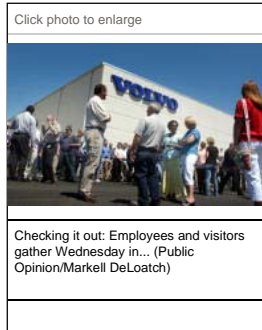 Click photo to enlarge
VOLVO
Checking it out: Employees and visitors
gather Wednesday in... (Public
Opinion/Markell DeLoatch)